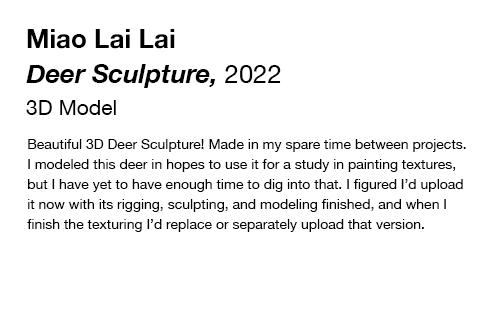 Miao Lai Lai
Deer Sculpture, 2022
3D Model
Beautiful 3D Deer Sculpture! Made in my spare time between projects.
I modeled this deer in hopes to use it for a study in painting textures,
but I have yet to have enough time to dig into that. I figured I’d upload
it now with its rigging, sculpting, and modeling finished, and when I
finish the texturing I’d replace or separately upload that version.